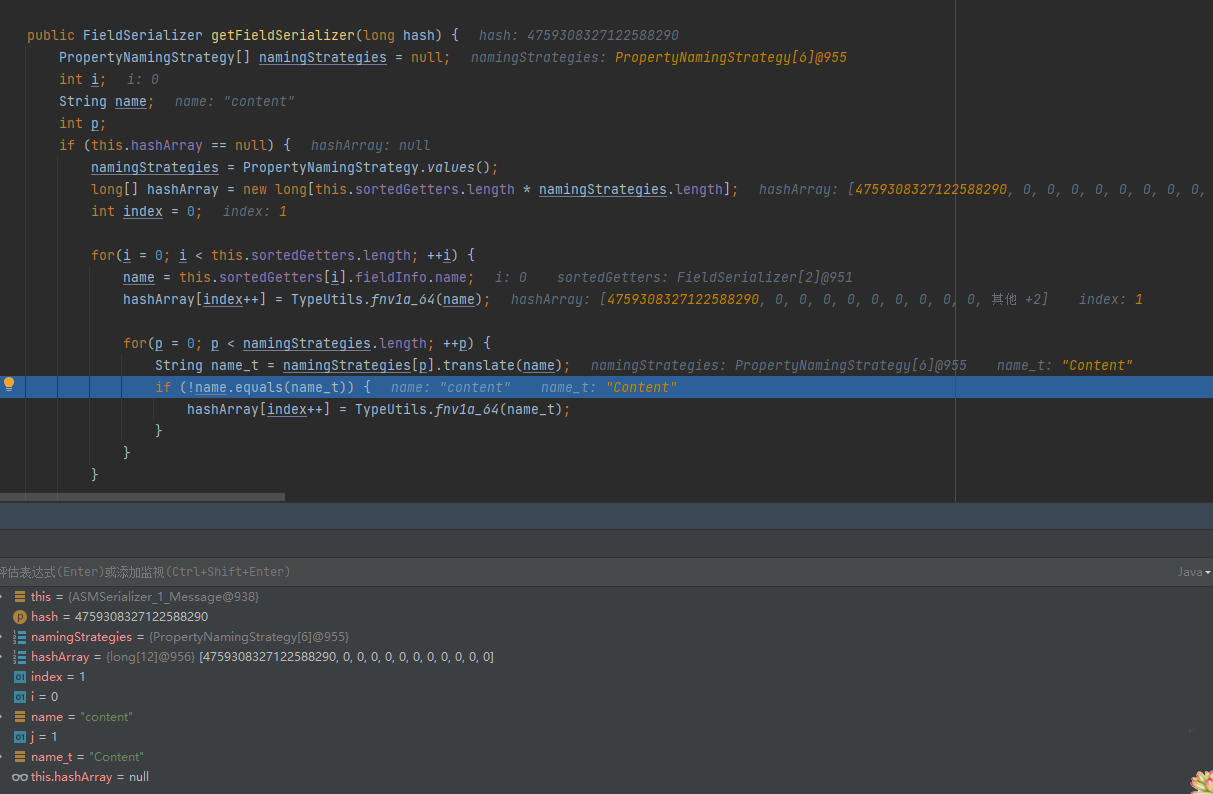 public FieldSerializer getFieldSerializer(long hash) { hash: 4759308327122588290
PropertyNamingStrategy[] namingStrategies = null; namingStrategies: PropertyNamingStrategy[6]@955
int i; i: 0
String name; name: "content"
int p;
if (this.hashArray == null) { hashArray: null
namingStrategies = PropertyNamingStrategy.values();
long[] hashArray = new long[this.sortedGetters.length * namingStrategies.length]; hashArray: [4759308327122588290, 0, 0, 0, 0, 0, 0, 0, 0,
int index = 0; index: 1
for(i = 0; i < this.sortedGetters.length; ++i) {
name = this.sortedGetters[i].fieldInfo.name; i: 0 sortedGetters: FieldSerializer[2]@951
hashArray[index++] = TypeUtils.fnv1a_64(name); hashArray: [4759308327122588290, 0, 0, 0, 0, 0, 0, 0, 0, 0, 其他 +2] index: 1
for(p = 0; p < namingStrategies.length; ++p) {
String name_t = namingStrategies[p].translate(name); namingStrategies: PropertyNamingStrategy[6]@955 name_t: "Content"
if (!name.equals(name_t)) { name: "content" name_t: "Content"
hashArray[index++] = TypeUtils.fnv1a_64(name_t);
}
}
}
评估表达式(Enter)或添加监视(Ctrl+Shift+Enter) Java
this = {ASMSerializer_1_Message@938}
hash = 4759308327122588290
namingStrategies = {PropertyNamingStrategy[6]@955}
hashArray = {long[12]@956} [4759308327122588290, 0, 0, 0, 0, 0, 0, 0, 0, 0, 0, 0]
index = 1
i = 0
name = "content"
j = 1
name_t = "Content"
this.hashArray = null